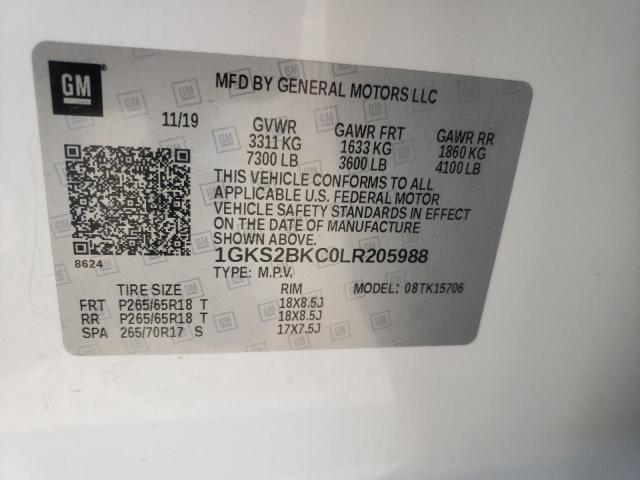 GM
MFD BY GENERAL MOTORS LLC
11/19 GVWR GAWR FRT GAWR RR
3311 KG 1633 KG 1860 KG
7300 LB 3600 LB 4100 LB
THIS VEHICLE CONFORMS TO ALL
APPLICABLE U.S. FEDERAL MOTOR
VEHICLE SAFETY STANDARDS IN EFFECT
ON THE DATE OF MANUFACTURE
SHOWN ABOVE.
8624 1GKS2BKC0LR205988
TYPE: M.P.V.
TIRE SIZE RIM MODEL: 08TK15706
FRT P265/65R18 T 18X8.5J
RR P265/65R18 T 18X8.5J
SPA 265/70R17 S 17X7.5J